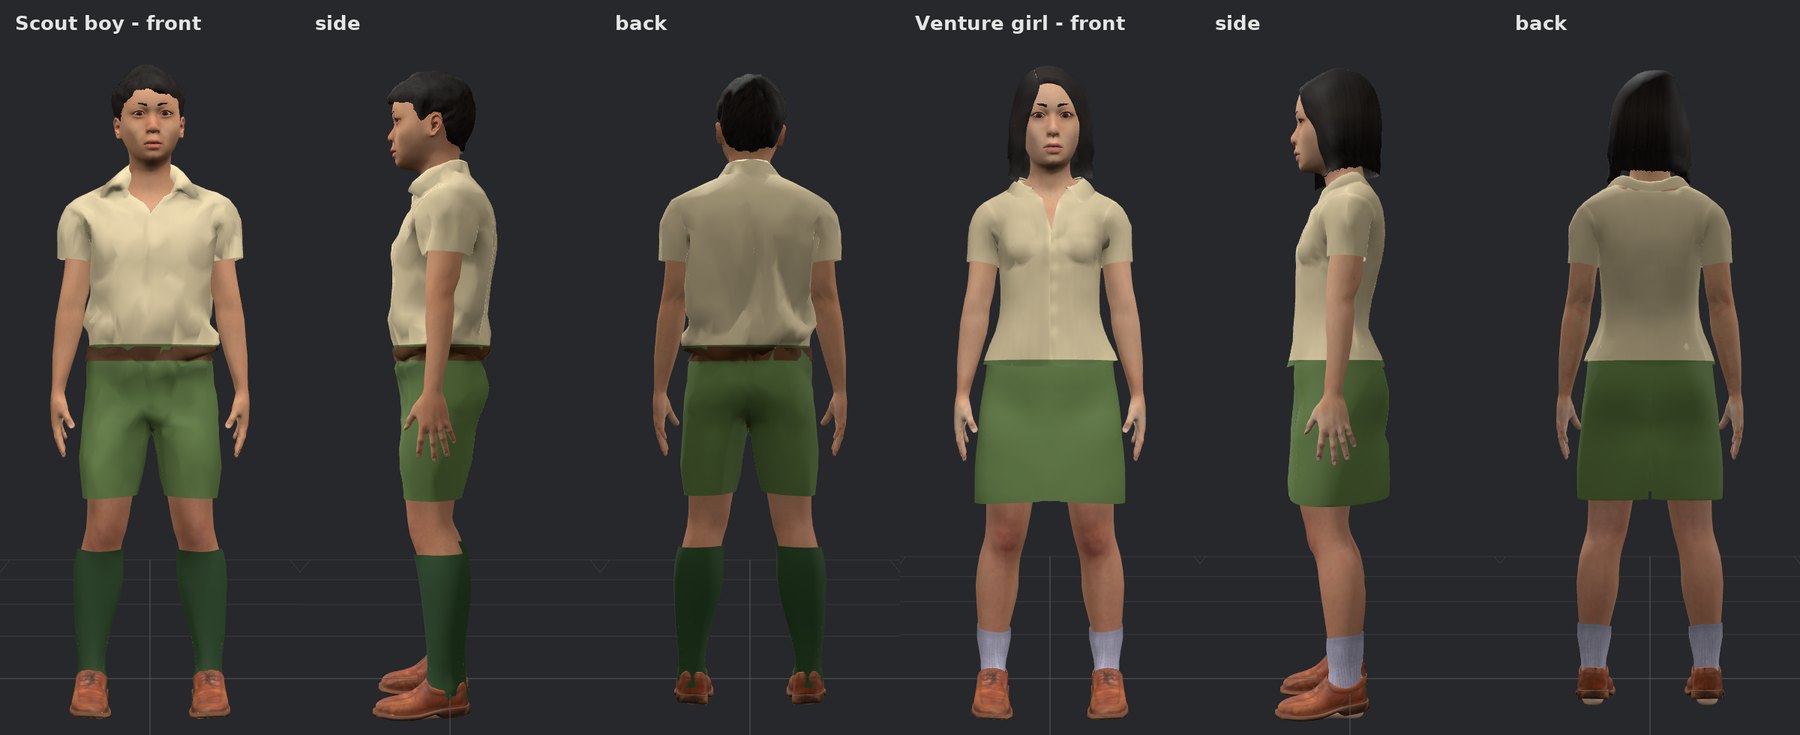 Scout boy - front
side
back
Venture girl - front
side
back